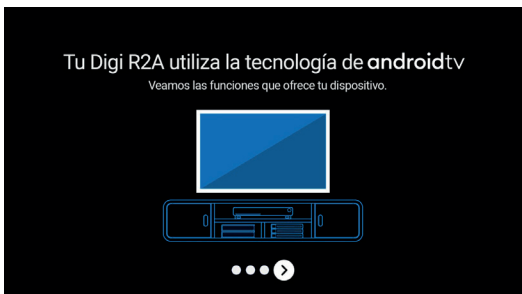 Tu Digi R2A utiliza la tecnología de androidtv
Veamos las funciones que ofrece tu dispositivo.